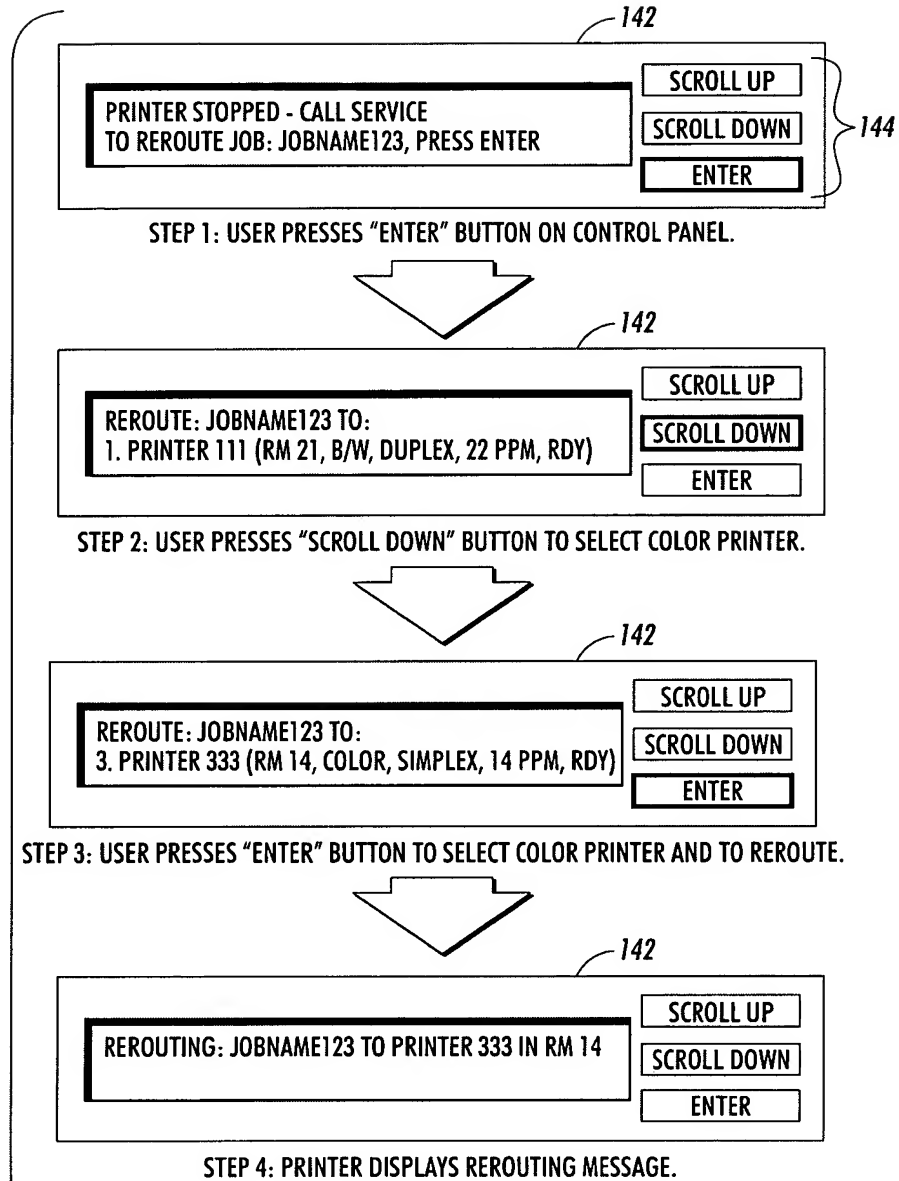 142
PRINTER STOPPED - CALL SERVICE
TO REROUTE JOB: JOBNAME123, PRESS ENTER
SCROLL UP
SCROLL DOWN
ENTER
144
STEP 1: USER PRESSES “ENTER” BUTTON ON CONTROL PANEL.
142
REROUTE: JOBNAME123 TO:
1. PRINTER 111 (RM 21, B/W, DUPLEX, 22 PPM, RDY)
SCROLL UP
SCROLL DOWN
ENTER
STEP 2: USER PRESSES “SCROLL DOWN” BUTTON TO SELECT COLOR PRINTER.
142
REROUTE: JOBNAME123 TO:
3. PRINTER 333 (RM 14, COLOR, SIMPLEX, 14 PPM, RDY)
SCROLL UP
SCROLL DOWN
ENTER
STEP 3: USER PRESSES “ENTER” BUTTON TO SELECT COLOR PRINTER AND TO REROUTE.
142
REROUTING: JOBNAME123 TO PRINTER 333 IN RM 14
SCROLL UP
SCROLL DOWN
ENTER
STEP 4: PRINTER DISPLAYS REROUTING MESSAGE.